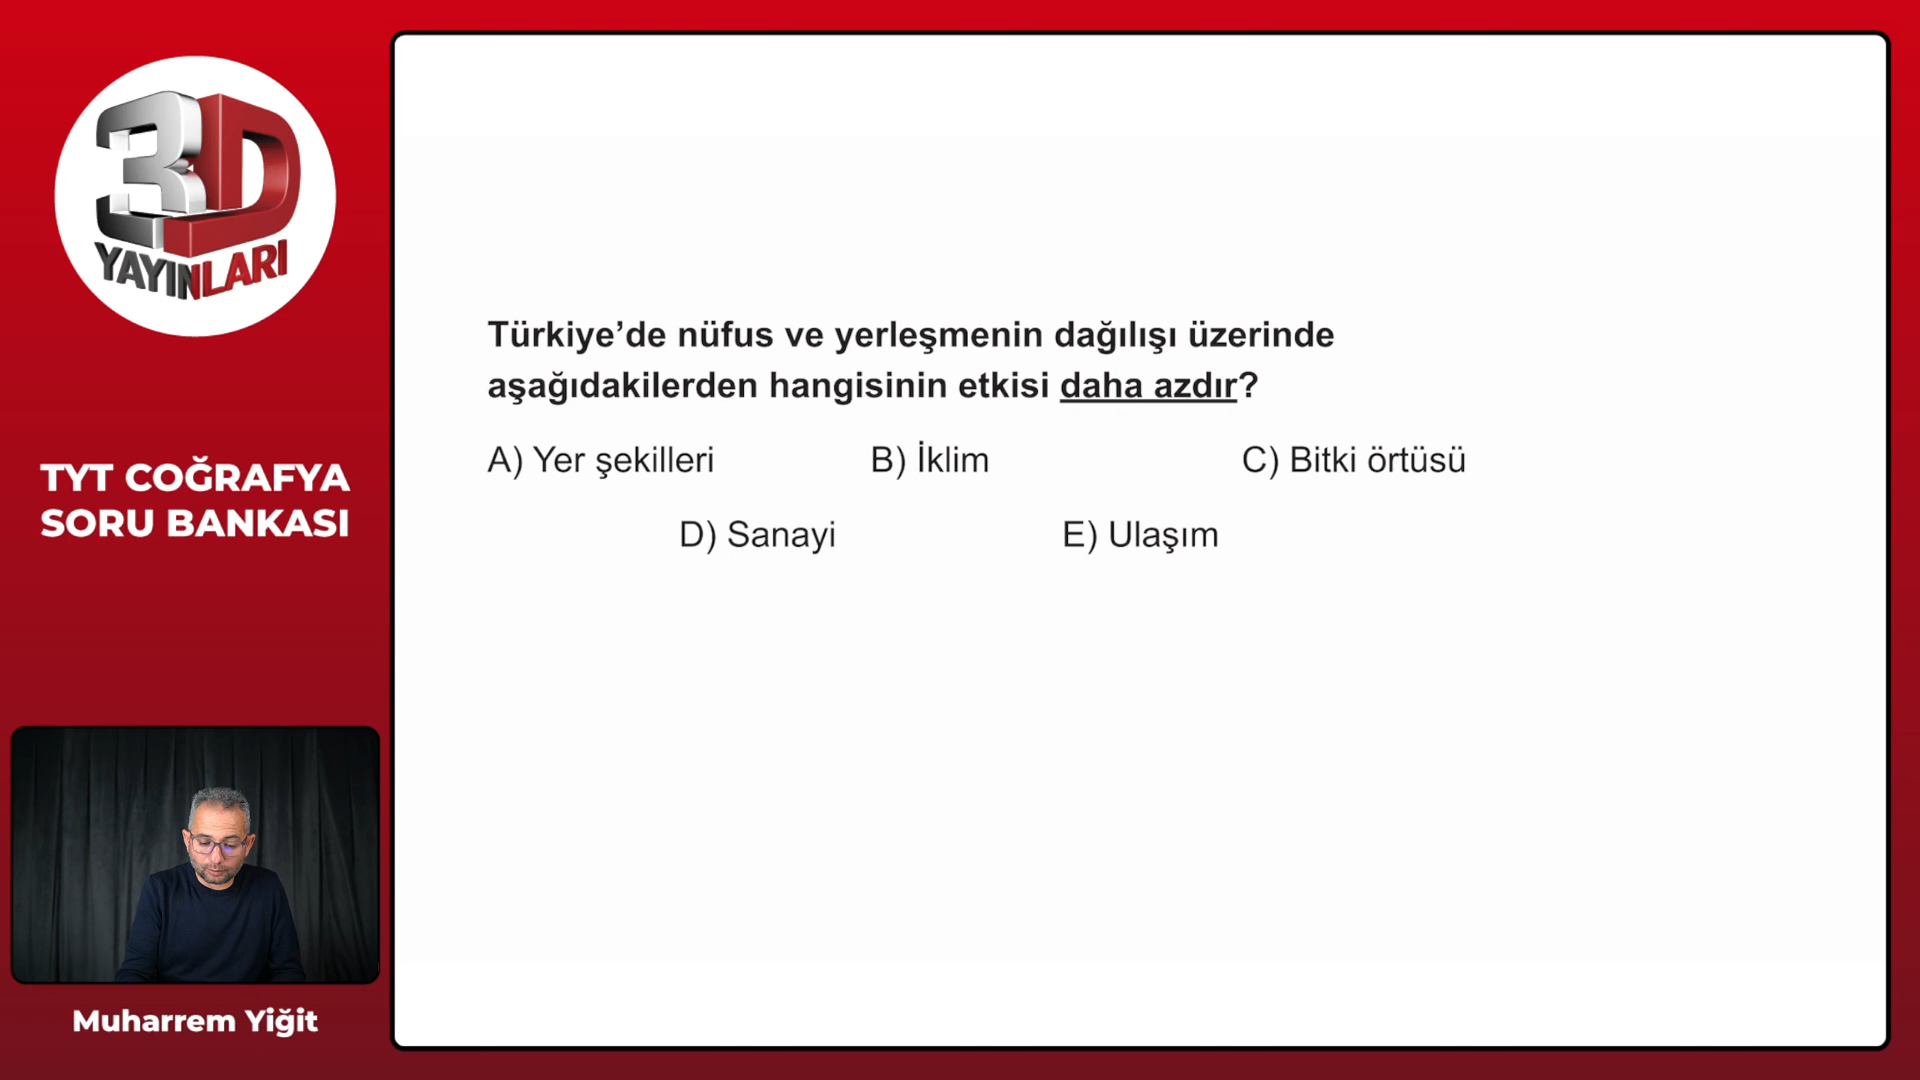 3D
YAYINLARI
TYT COĞRAFYA
SORU BANKASI
Muharrem Yiğit
Türkiye’de nüfus ve yerleşmenin dağılışı üzerinde
aşağıdakilerden hangisinin etkisi daha azdır?
A) Yer şekilleri B) İklim C) Bitki örtüsü
D) Sanayi E) Ulaşım